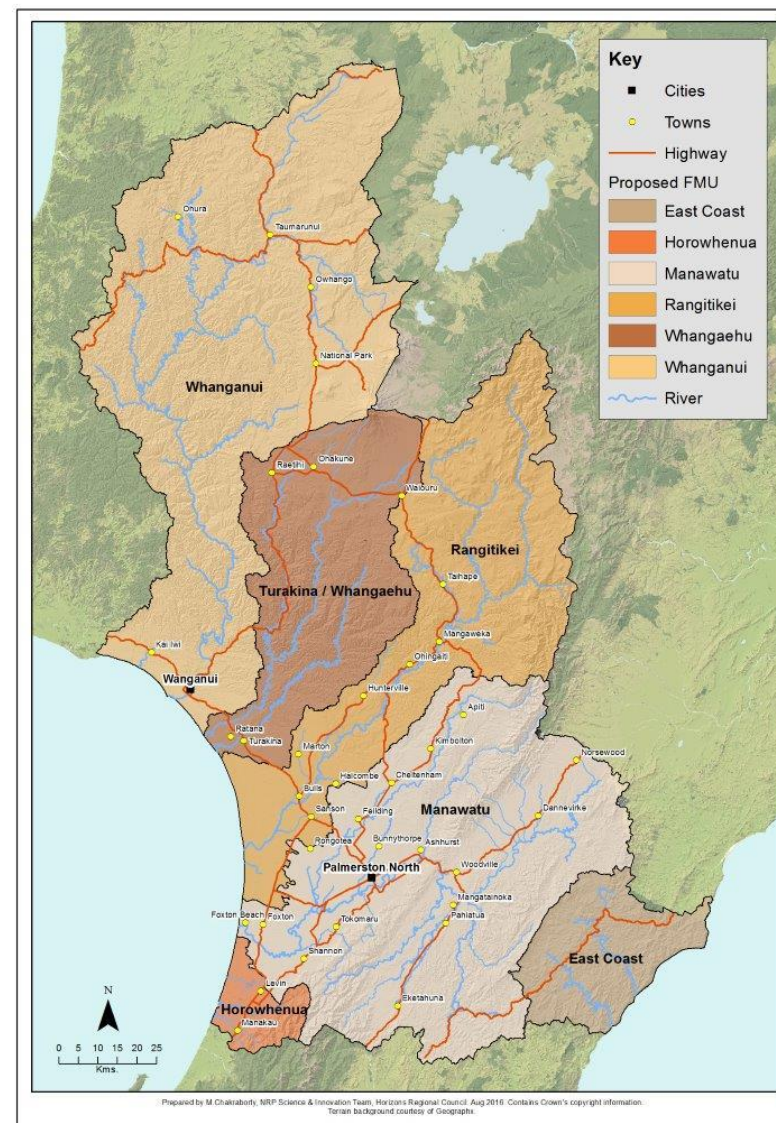 Key
Cities
Towns
Highway
Proposed FMU
East Coast
Horowhenua
Manawatu
Rangitikei
Whangaehu
Whanganui
River
Ohura
Taumarunui
Owhango
National Park
Whanganui
Raetihi
Ohakune
Waiouru
Rangitikei
Turakina / Whangaehu
Taihape
Mangaweka
Ohingaiti
Kai Iwi
Wanganui
Hunterville
Ratana
Turakina
Apiti
Marton
Kimbolton
Norsewood
Halcombe
Cheltenham
Bulls
Sanson
Feilding
Manawatu
Dannevirke
Rongotea
Bunnythorpe
Ashhurst
Palmerston North
Woodville
Mangatainoka
Foxton Beach
Foxton
Tokomaru
Pahiatua
Shannon
East Coast
Levin
Horowhenua
Eketahuna
Manakau
N
0 5 10 15 20 25
Kms.
Prepared by M.Chakraborty, NRP Science & Innovation Team, Horizons Regional Council. Aug 2016. Contains Crown's copyright information.
Terrain background courtesy of Geographx.